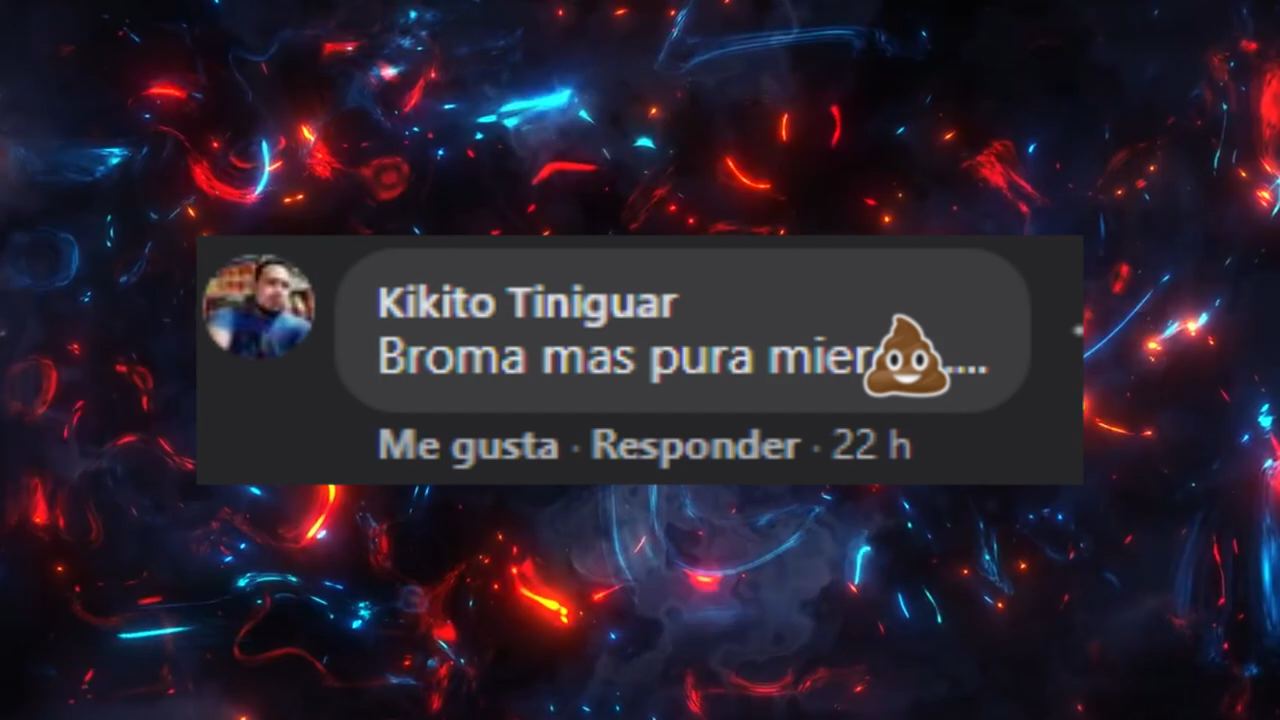 Kikito Tiniguar
Broma mas pura mier💩....
Me gusta · Responder · 22 h